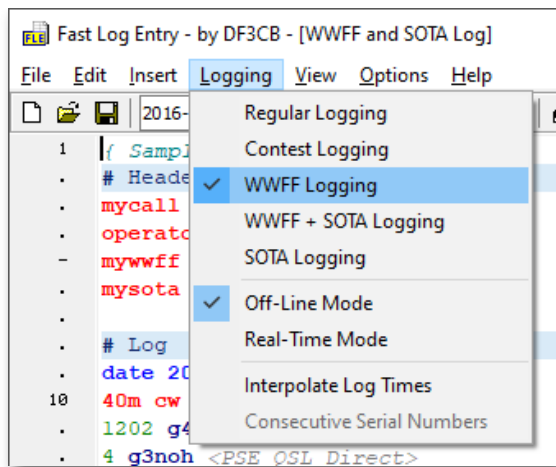 FLE Fast Log Entry - by DF3CB - [WWFF and SOTA Log]
File Edit Insert Logging View Options Help
2016-
Regular Logging
Contest Logging
WWFF Logging
WWFF + SOTA Logging
SOTA Logging
Off-Line Mode
Real-Time Mode
Interpolate Log Times
Consecutive Serial Numbers
1 { Sampl
# Heade
mycall
operato
mywwff
mysota
# Log
date 20
10 40m cw
1202 g4
4 g3noh <PSE QSL Direct>